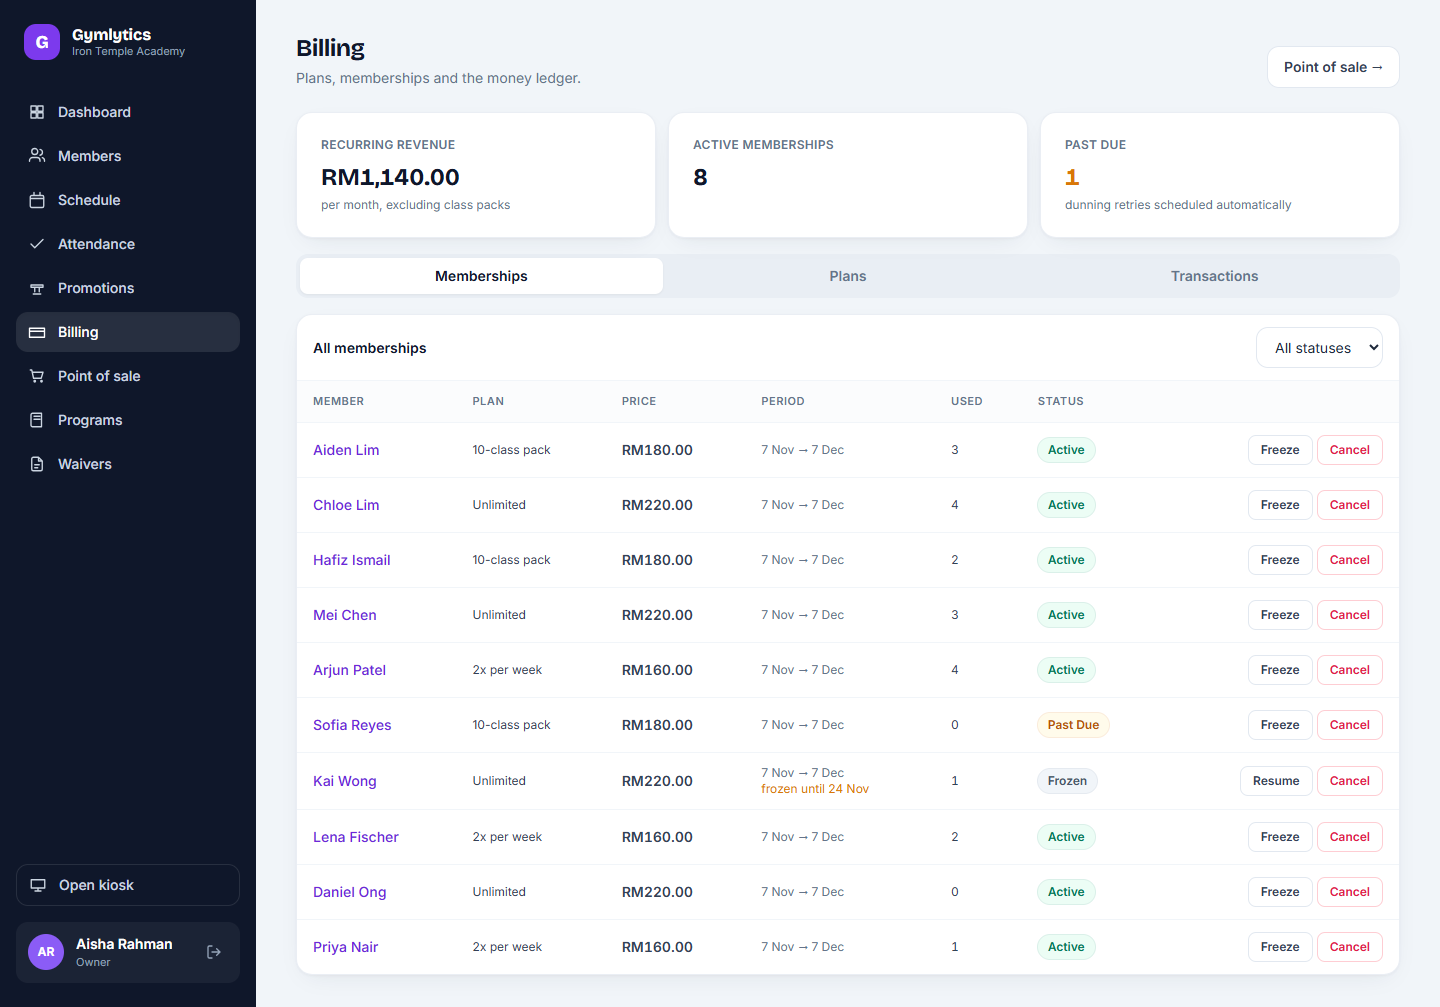 G
Gymlytics
Iron Temple Academy
Dashboard
Members
Schedule
Attendance
Promotions
Billing
Point of sale
Programs
Waivers
Open kiosk
AR
Aisha Rahman
Owner
Billing
Plans, memberships and the money ledger.
Point of sale →
RECURRING REVENUE
RM1,140.00
per month, excluding class packs
ACTIVE MEMBERSHIPS
8
PAST DUE
1
dunning retries scheduled automatically
Memberships Plans Transactions
All memberships All statuses
MEMBER PLAN PRICE PERIOD USED STATUS
Aiden Lim 10-class pack RM180.00 7 Nov → 7 Dec 3 Active Freeze Cancel
Chloe Lim Unlimited RM220.00 7 Nov → 7 Dec 4 Active Freeze Cancel
Hafiz Ismail 10-class pack RM180.00 7 Nov → 7 Dec 2 Active Freeze Cancel
Mei Chen Unlimited RM220.00 7 Nov → 7 Dec 3 Active Freeze Cancel
Arjun Patel 2x per week RM160.00 7 Nov → 7 Dec 4 Active Freeze Cancel
Sofia Reyes 10-class pack RM180.00 7 Nov → 7 Dec 0 Past Due Freeze Cancel
Kai Wong Unlimited RM220.00 7 Nov → 7 Dec 1 Frozen Resume Cancel
frozen until 24 Nov
Lena Fischer 2x per week RM160.00 7 Nov → 7 Dec 2 Active Freeze Cancel
Daniel Ong Unlimited RM220.00 7 Nov → 7 Dec 0 Active Freeze Cancel
Priya Nair 2x per week RM160.00 7 Nov → 7 Dec 1 Active Freeze Cancel